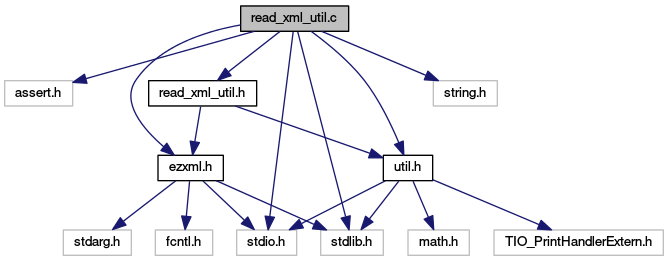 read_xml_util.c
assert.h
read_xml_util.h
string.h
ezxml.h
util.h
stdarg.h
fcntl.h
stdio.h
stdlib.h
math.h
TIO_PrintHandlerExtern.h